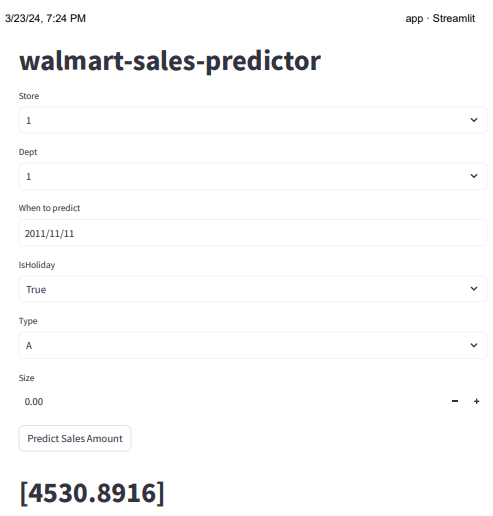 3/23/24, 7:24 PM app · Streamlit
walmart-sales-predictor
Store
1
Dept
1
When to predict
2011/11/11
IsHoliday
True
Type
A
Size
0.00 − +
Predict Sales Amount
[4530.8916]